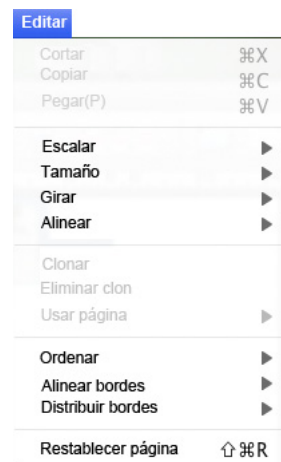 Editar
Cortar ⌘X
Copiar ⌘C
Pegar(P) ⌘V
Escalar ▶
Tamaño ▶
Girar ▶
Alinear ▶
Clonar
Eliminar clon
Usar página ▶
Ordenar ▶
Alinear bordes ▶
Distribuir bordes ▶
Restablecer página ⇧⌘R